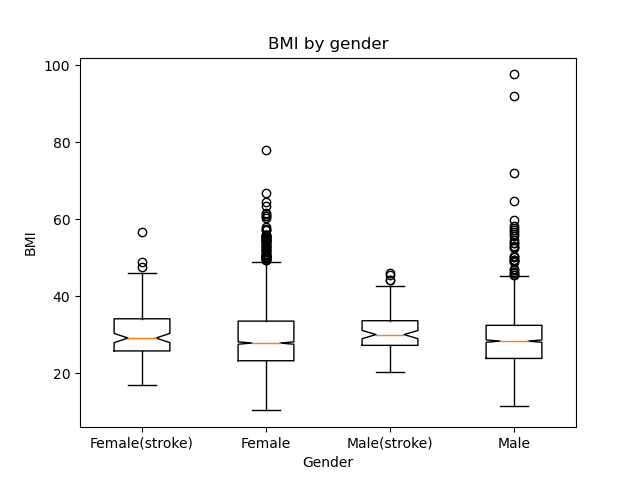 BMI by gender
100
80
60
40
20
BMI
Female(stroke) Female Male(stroke) Male
Gender